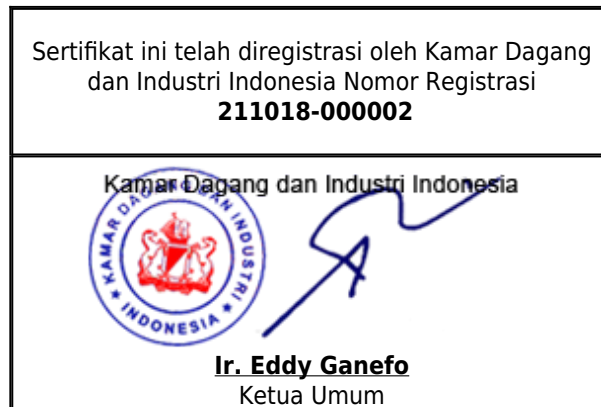 Sertifikat ini telah diregistrasi oleh Kamar Dagang
dan Industri Indonesia Nomor Registrasi
211018-000002
Kamar Dagang dan Industri Indonesia
KAMAR DAGANG DAN INDUSTRI
★ INDONESIA ★
Ir. Eddy Ganefo
Ketua Umum